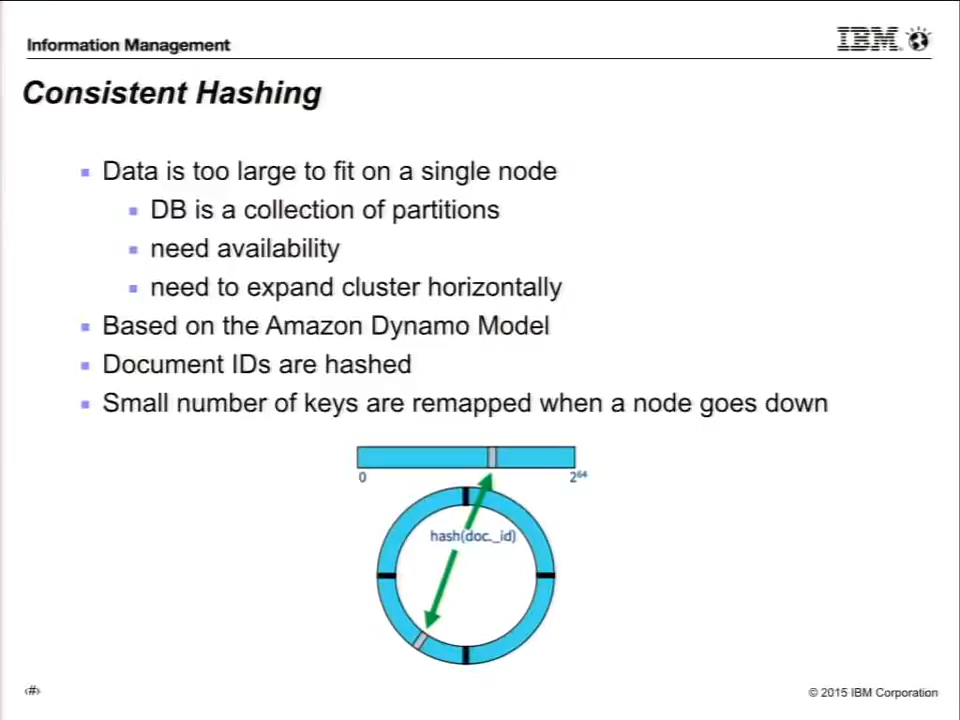 Information Management
IBM
Consistent Hashing
Data is too large to fit on a single node
DB is a collection of partitions
need availability
need to expand cluster horizontally
Based on the Amazon Dynamo Model
Document IDs are hashed
Small number of keys are remapped when a node goes down
0
2⁶⁴
hash(doc._id)
‹#›
© 2015 IBM Corporation